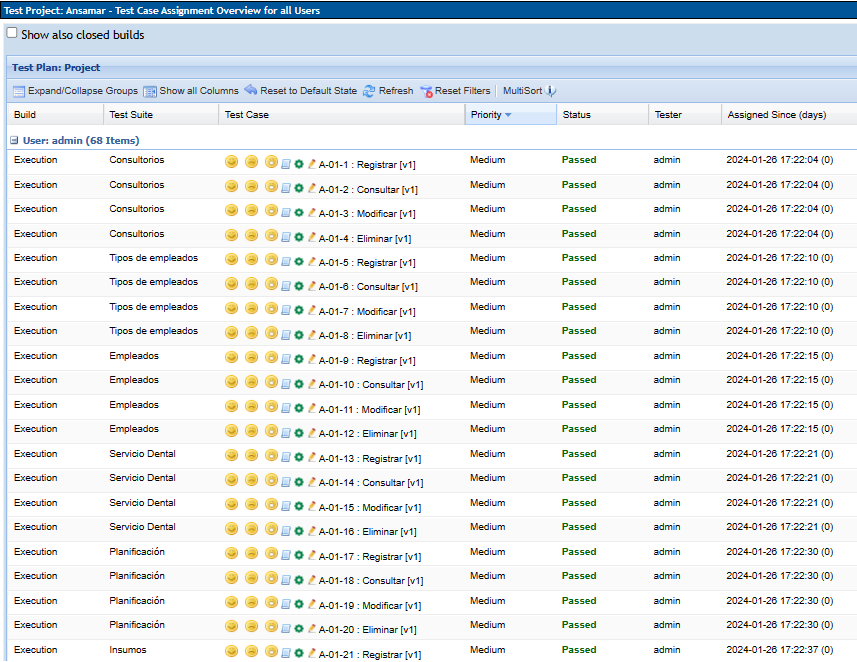 Test Project: Ansamar - Test Case Assignment Overview for all Users
Show also closed builds
Test Plan: Project
Expand/Collapse Groups Show all Columns Reset to Default State Refresh Reset Filters MultiSort
Build Test Suite Test Case Priority Status Tester Assigned Since (days)
User: admin (68 Items)
Execution Consultorios A-01-1 : Registrar [v1] Medium Passed admin 2024-01-26 17:22:04 (0)
Execution Consultorios A-01-2 : Consultar [v1] Medium Passed admin 2024-01-26 17:22:04 (0)
Execution Consultorios A-01-3 : Modificar [v1] Medium Passed admin 2024-01-26 17:22:04 (0)
Execution Consultorios A-01-4 : Eliminar [v1] Medium Passed admin 2024-01-26 17:22:04 (0)
Execution Tipos de empleados A-01-5 : Registrar [v1] Medium Passed admin 2024-01-26 17:22:10 (0)
Execution Tipos de empleados A-01-6 : Consultar [v1] Medium Passed admin 2024-01-26 17:22:10 (0)
Execution Tipos de empleados A-01-7 : Modificar [v1] Medium Passed admin 2024-01-26 17:22:10 (0)
Execution Tipos de empleados A-01-8 : Eliminar [v1] Medium Passed admin 2024-01-26 17:22:10 (0)
Execution Empleados A-01-9 : Registrar [v1] Medium Passed admin 2024-01-26 17:22:15 (0)
Execution Empleados A-01-10 : Consultar [v1] Medium Passed admin 2024-01-26 17:22:15 (0)
Execution Empleados A-01-11 : Modificar [v1] Medium Passed admin 2024-01-26 17:22:15 (0)
Execution Empleados A-01-12 : Eliminar [v1] Medium Passed admin 2024-01-26 17:22:15 (0)
Execution Servicio Dental A-01-13 : Registrar [v1] Medium Passed admin 2024-01-26 17:22:21 (0)
Execution Servicio Dental A-01-14 : Consultar [v1] Medium Passed admin 2024-01-26 17:22:21 (0)
Execution Servicio Dental A-01-15 : Modificar [v1] Medium Passed admin 2024-01-26 17:22:21 (0)
Execution Servicio Dental A-01-16 : Eliminar [v1] Medium Passed admin 2024-01-26 17:22:21 (0)
Execution Planificación A-01-17 : Registrar [v1] Medium Passed admin 2024-01-26 17:22:30 (0)
Execution Planificación A-01-18 : Consultar [v1] Medium Passed admin 2024-01-26 17:22:30 (0)
Execution Planificación A-01-19 : Modificar [v1] Medium Passed admin 2024-01-26 17:22:30 (0)
Execution Planificación A-01-20 : Eliminar [v1] Medium Passed admin 2024-01-26 17:22:30 (0)
Execution Insumos A-01-21 : Registrar [v1] Medium Passed admin 2024-01-26 17:22:37 (0)